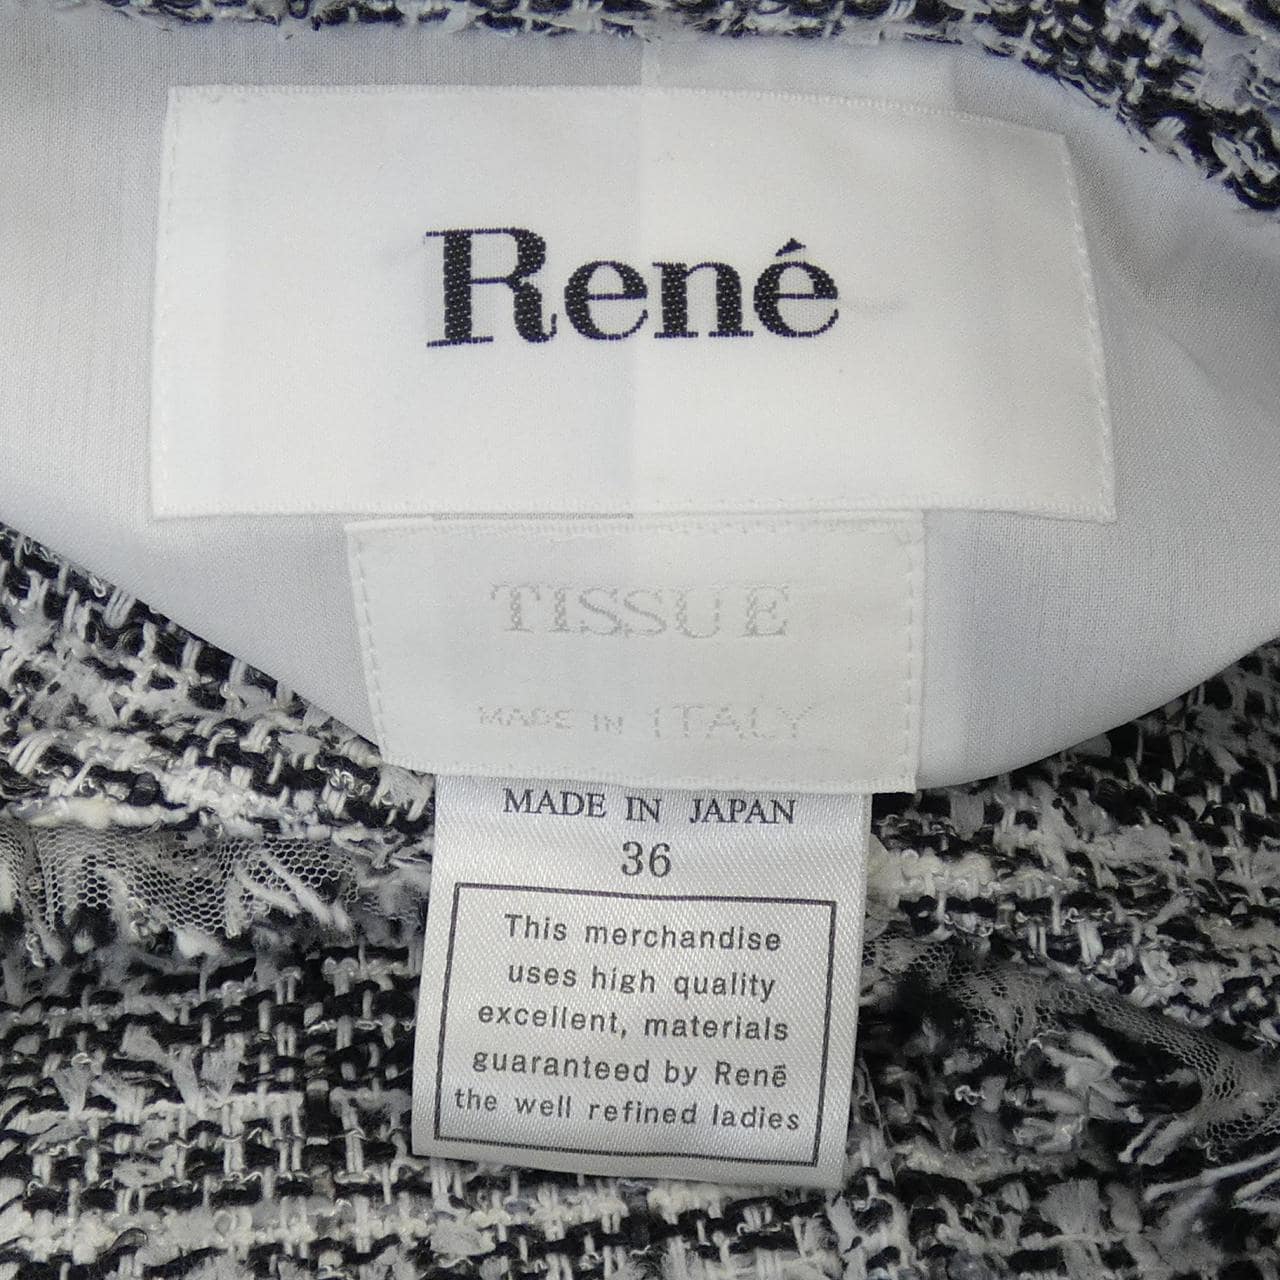 René
TISSUE
MADE IN ITALY
MADE IN JAPAN
36
This merchandise
uses high quality
excellent, materials
guaranteed by Renē
the well refined ladies